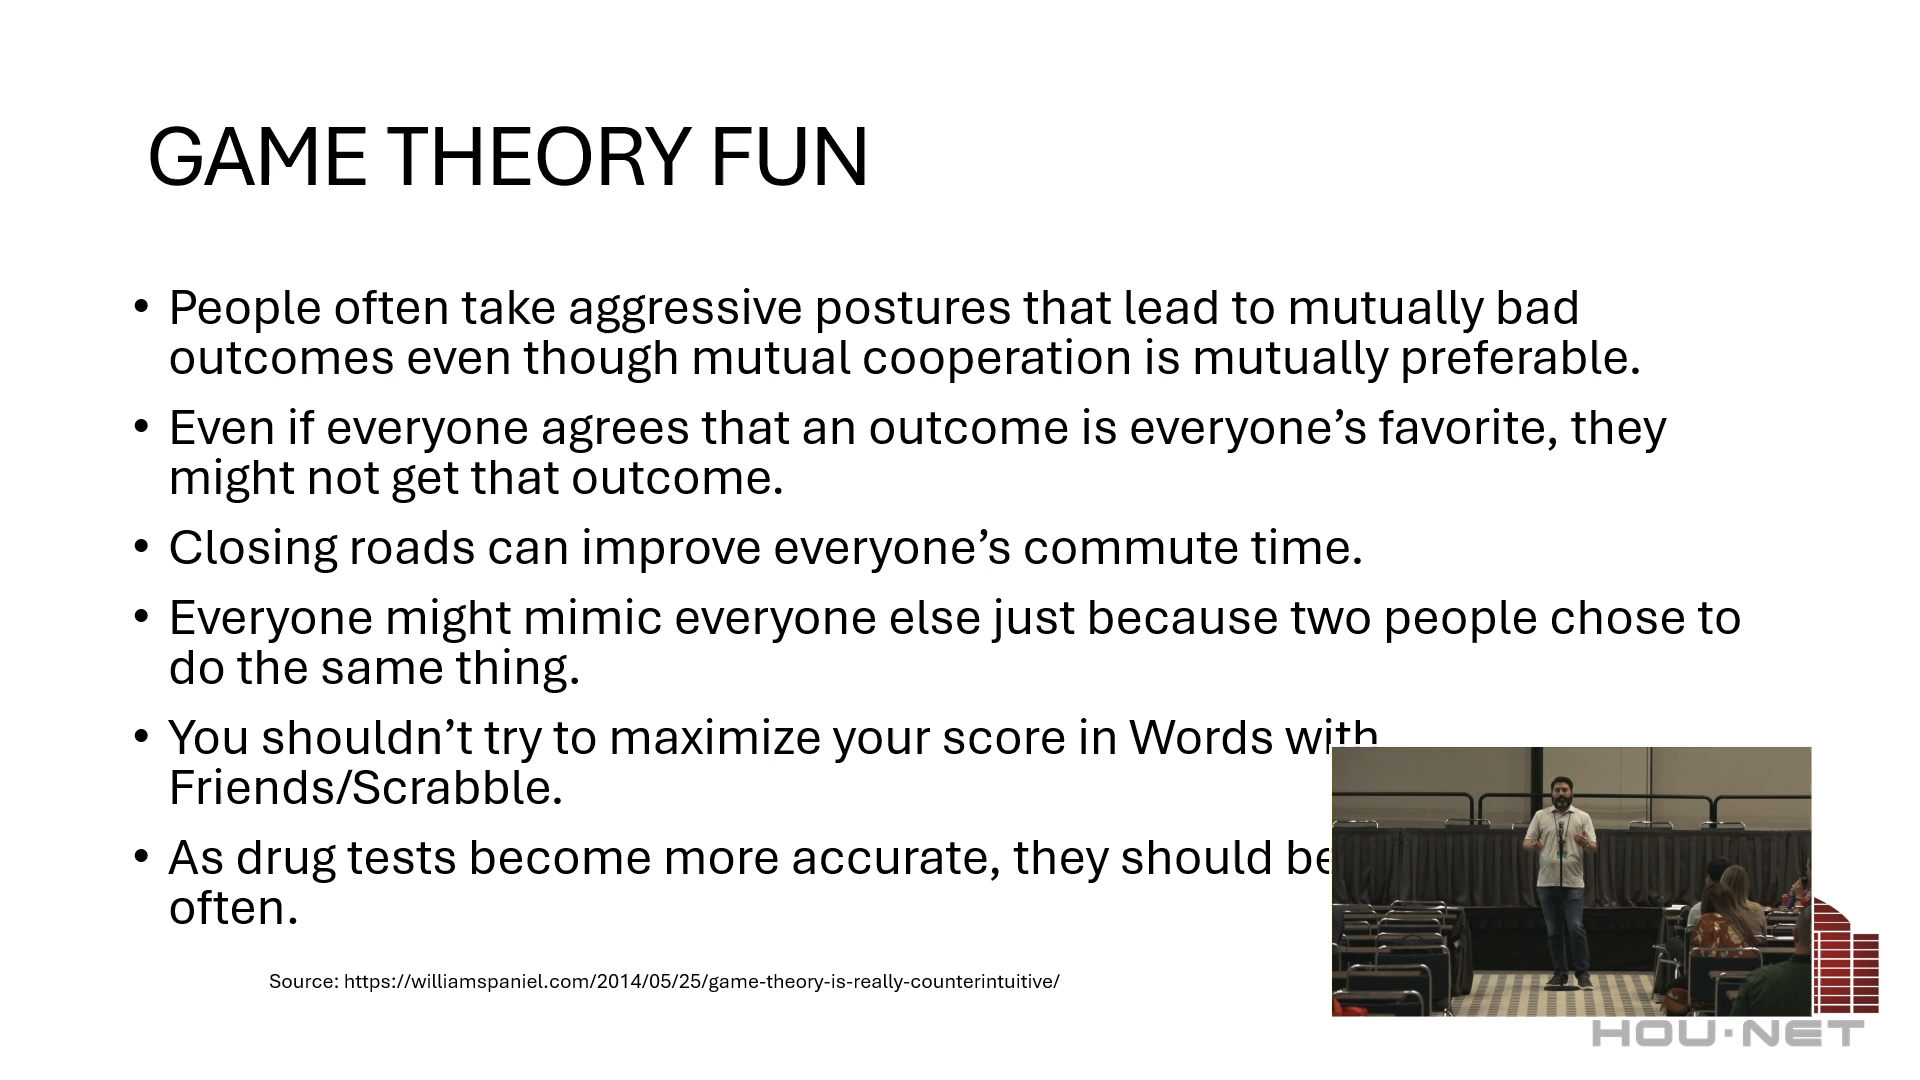 GAME THEORY FUN
• People often take aggressive postures that lead to mutually bad
outcomes even though mutual cooperation is mutually preferable.
• Even if everyone agrees that an outcome is everyone’s favorite, they
might not get that outcome.
• Closing roads can improve everyone’s commute time.
• Everyone might mimic everyone else just because two people chose to
do the same thing.
• You shouldn’t try to maximize your score in Words with
Friends/Scrabble.
• As drug tests become more accurate, they should be
often.
Source: https://williamspaniel.com/2014/05/25/game-theory-is-really-counterintuitive/
HOU·NET